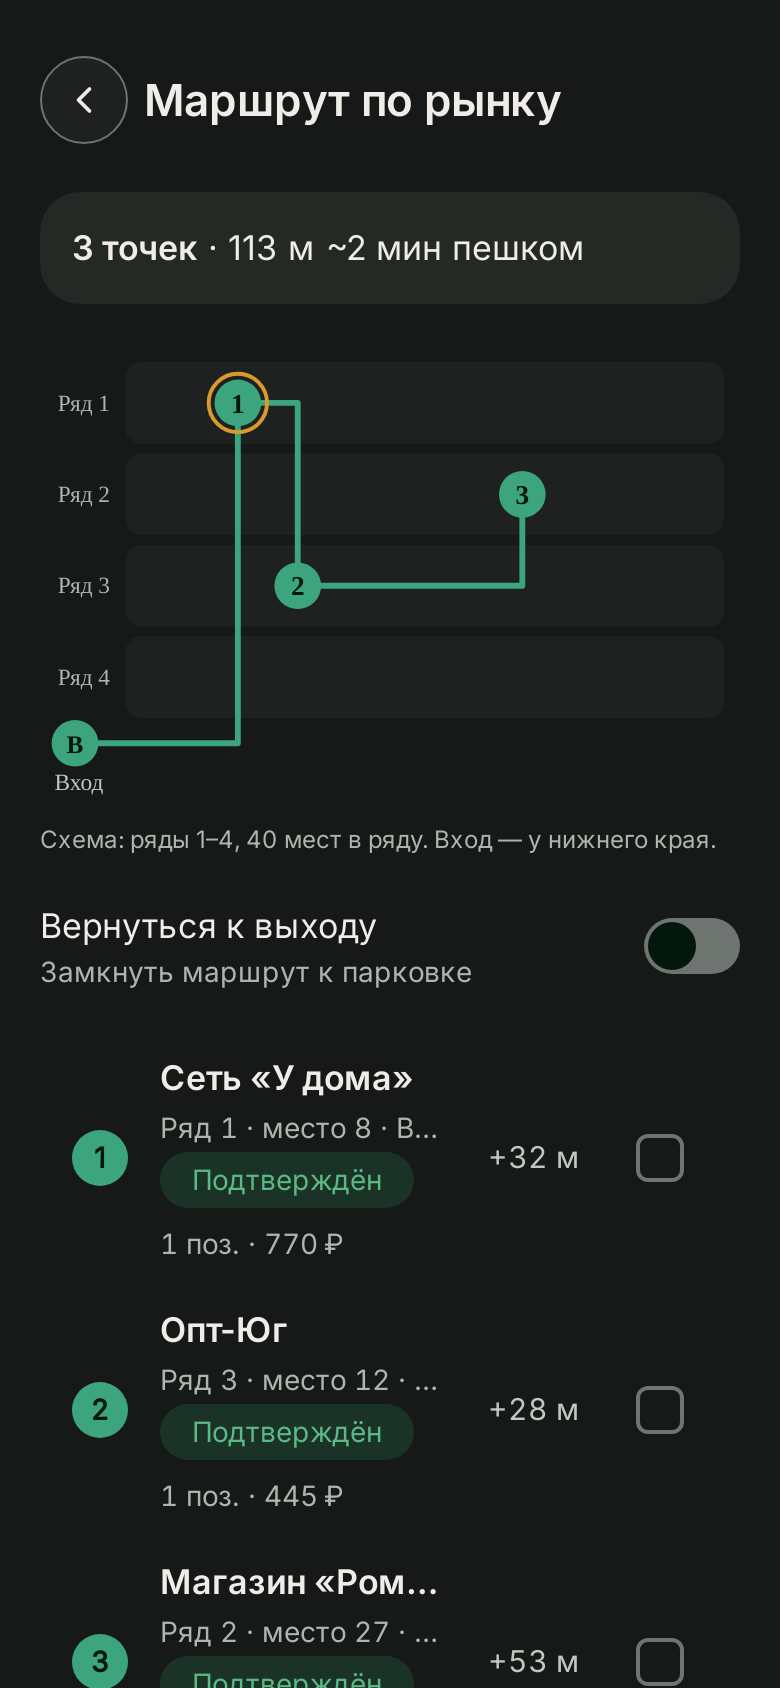 Маршрут по рынку
3 точек · 113 м ~2 мин пешком
Ряд 1
1
Ряд 2
3
Ряд 3
2
Ряд 4
В
Вход
Схема: ряды 1–4, 40 мест в ряду. Вход — у нижнего края.
Вернуться к выходу
Замкнуть маршрут к парковке
Сеть «У дома»
Ряд 1 · место 8 · В...
1
+32 м
Подтверждён
1 поз. · 770 ₽
Опт-Юг
Ряд 3 · место 12 · ...
2
+28 м
Подтверждён
1 поз. · 445 ₽
Магазин «Ром...
Ряд 2 · место 27 · ...
3
+53 м
Подтверждён